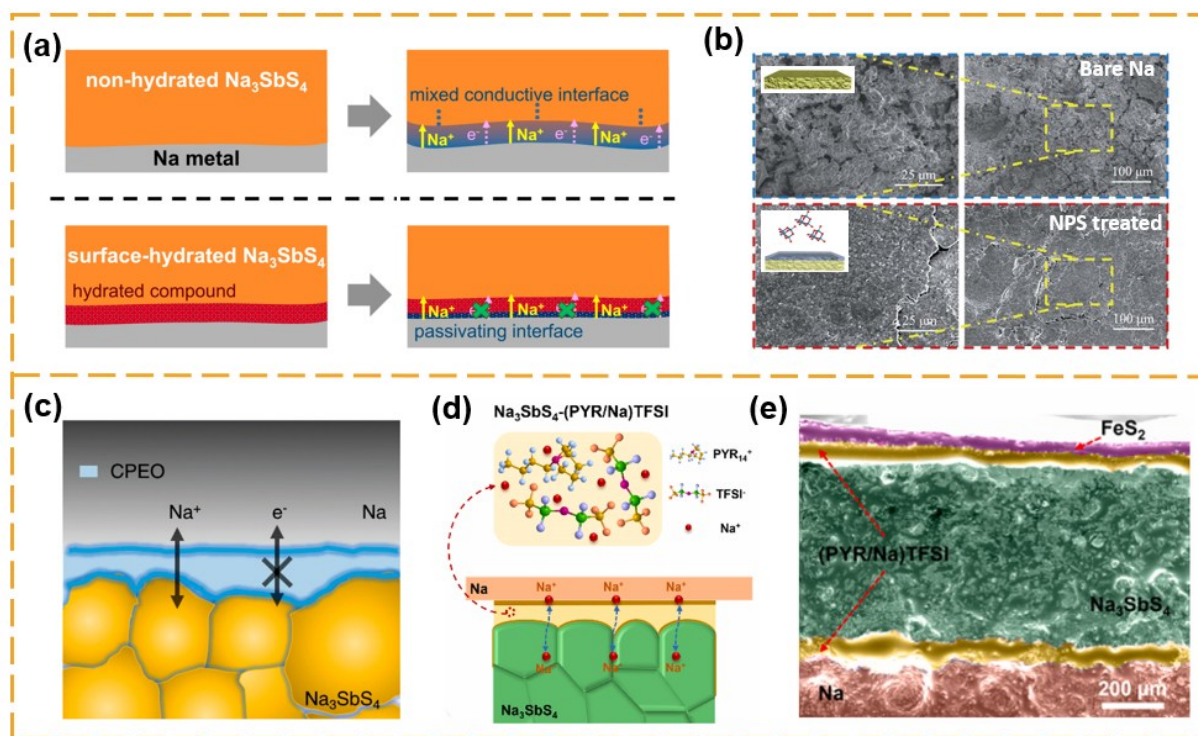 (a)
non-hydrated Na₃SbS₄
Na metal
mixed conductive interface
Na⁺ e⁻ Na⁺ e⁻ Na⁺ e⁻
surface-hydrated Na₃SbS₄
hydrated compound
Na⁺ Na⁺ Na⁺
passivating interface
(b)
Bare Na
25 μm
100 μm
NPS treated
25 μm
100 μm
(c)
CPEO
Na⁺ e⁻ Na
Na₃SbS₄
(d)
Na₃SbS₄-(PYR/Na)TFSI
PYR₁₄⁺
TFSI⁻
Na⁺
Na
Na⁺ Na⁺ Na⁺
Na⁺ Na⁺ Na⁺
Na₃SbS₄
(e)
FeS₂
(PYR/Na)TFSI
Na₃SbS₄
Na
200 μm